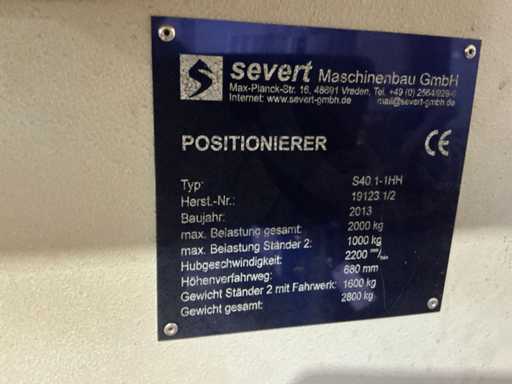 severt Maschinenbau GmbH
Max-Planck-Str. 16, 48691 Vreden, Tel. +49 (0) 2564/929-0
Internet: www.severt-gmbh.de mail@severt-gmbh.de
POSITIONIERER CE
Typ: S40.1-1HH
Herst.-Nr.: 19123.1/2
Baujahr: 2013
max. Belastung gesamt: 2000 kg
max. Belastung Ständer 2: 1000 kg
Hubgeschwindigkeit: 2200 mm/min
Höhenverfahrweg: 680 mm
Gewicht Ständer 2 mit Fahrwerk: 1600 kg
Gewicht gesamt: 2800 kg